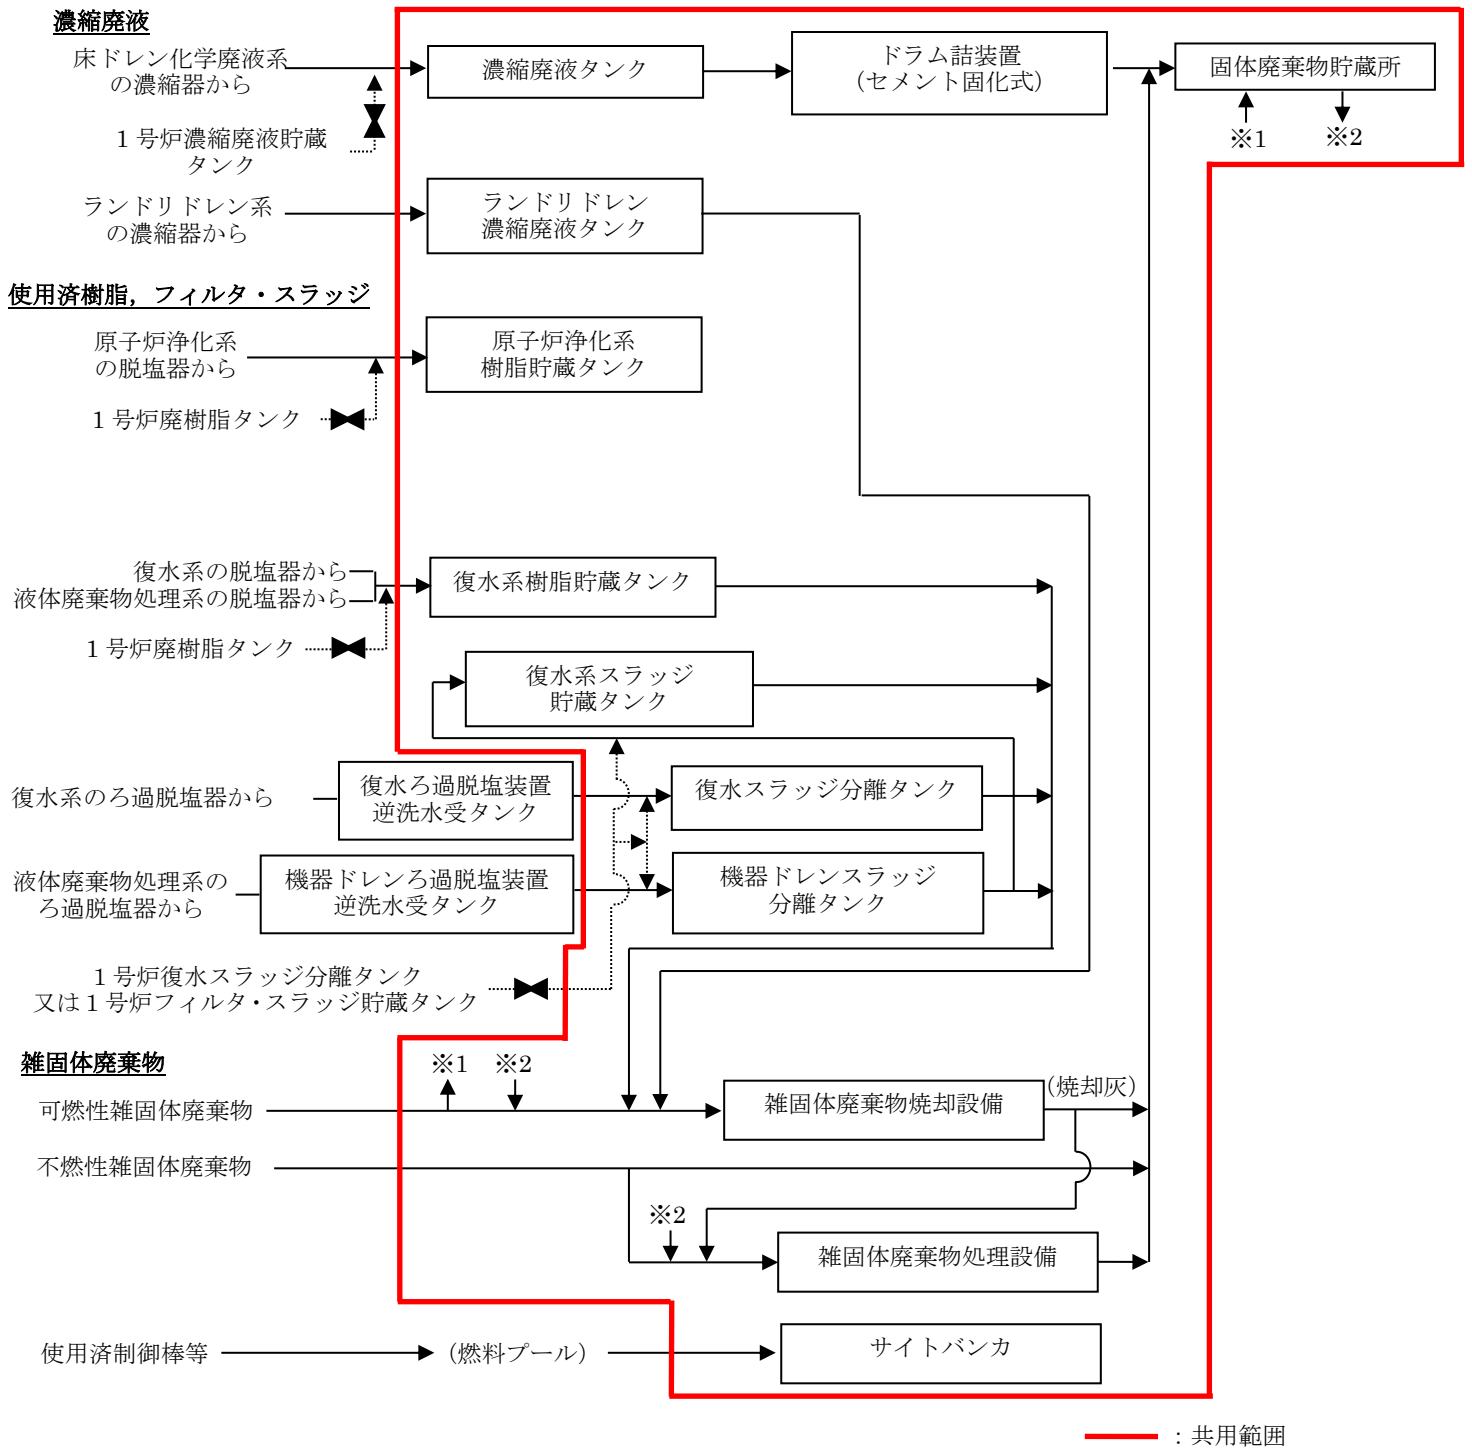 濃縮廃液
床ドレン化学廃液系
の濃縮器から
濃縮廃液タンク
ドラム詰装置
（セメント固化式）
固体廃棄物貯蔵所
※1
※2
1 号炉濃縮廃液貯蔵
タンク
ランドリドレン系
の濃縮器から
ランドリドレン
濃縮廃液タンク
使用済樹脂，フィルタ・スラッジ
原子炉浄化系
の脱塩器から
原子炉浄化系
樹脂貯蔵タンク
1 号炉廃樹脂タンク
復水系の脱塩器から
液体廃棄物処理系の脱塩器から
復水系樹脂貯蔵タンク
1 号炉廃樹脂タンク
復水系スラッジ
貯蔵タンク
復水系のろ過脱塩器から
復水ろ過脱塩装置
逆洗水受タンク
復水スラッジ分離タンク
液体廃棄物処理系の
ろ過脱塩器から
機器ドレンろ過脱塩装置
逆洗水受タンク
機器ドレンスラッジ
分離タンク
1 号炉復水スラッジ分離タンク
又は 1 号炉フィルタ・スラッジ貯蔵タンク
雑固体廃棄物
※1
※2
可燃性雑固体廃棄物
雑固体廃棄物焼却設備
（焼却灰）
不燃性雑固体廃棄物
※2
雑固体廃棄物処理設備
使用済制御棒等
（燃料プール）
サイトバンカ
：共用範囲